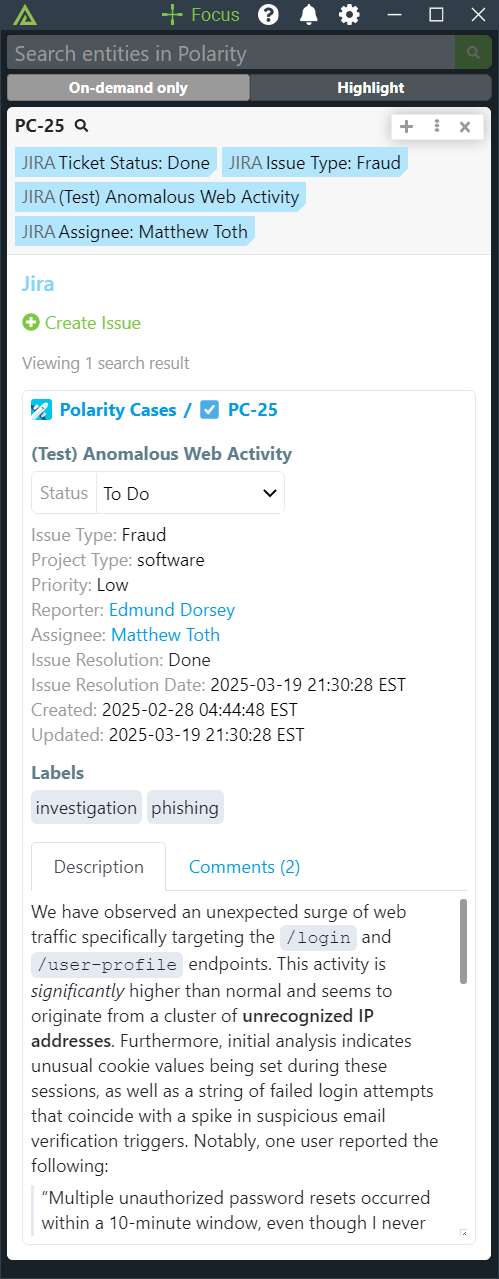 Focus
Search entities in Polarity
On-demand only
Highlight
PC-25
JIRA Ticket Status: Done
JIRA Issue Type: Fraud
JIRA (Test) Anomalous Web Activity
JIRA Assignee: Matthew Toth
Jira
Create Issue
Viewing 1 search result
Polarity Cases / PC-25
(Test) Anomalous Web Activity
Status To Do
Issue Type: Fraud
Project Type: software
Priority: Low
Reporter: Edmund Dorsey
Assignee: Matthew Toth
Issue Resolution: Done
Issue Resolution Date: 2025-03-19 21:30:28 EST
Created: 2025-02-28 04:44:48 EST
Updated: 2025-03-19 21:30:28 EST
Labels
investigation phishing
Description Comments (2)
We have observed an unexpected surge of web
traffic specifically targeting the /login and
/user-profile endpoints. This activity is
significantly higher than normal and seems to
originate from a cluster of unrecognized IP
addresses. Furthermore, initial analysis indicates
unusual cookie values being set during these
sessions, as well as a string of failed login attempts
that coincide with a spike in suspicious email
verification triggers. Notably, one user reported the
following:
“Multiple unauthorized password resets occurred
within a 10-minute window, even though I never